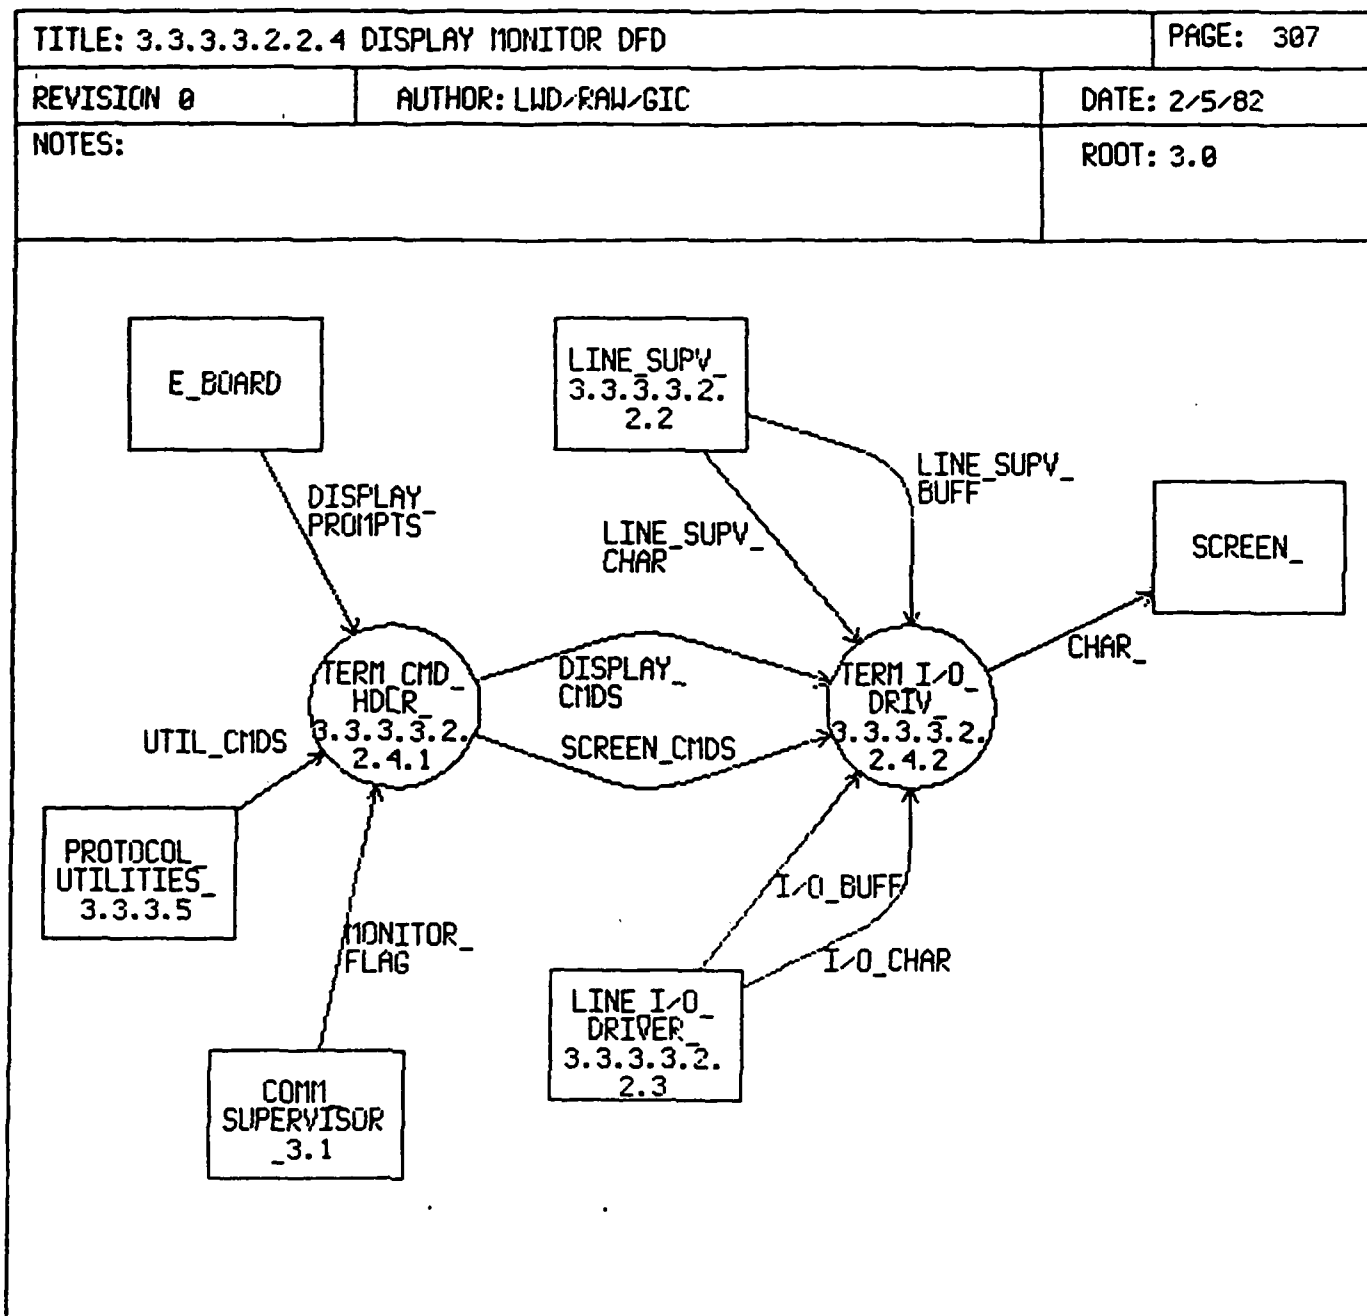 TITLE: 3.3.3.3.2.2.4 DISPLAY MONITOR DFD
PAGE: 307
REVISION 0
AUTHOR: LWD/RAW/GIC
DATE: 2/5/82
NOTES:
ROOT: 3.0
E_BOARD
LINE_SUPV_
3.3.3.3.2.
2.2
DISPLAY_
PROMPTS
LINE_SUPV_
BUFF
LINE_SUPV_
CHAR
SCREEN_
CHAR_
TERM_CMD_
HDLR_
3.3.3.3.2.
2.4.1
DISPLAY_
CMDS
TERM_I/O_
DRIV_
3.3.3.3.2.
2.4.2
UTIL_CMDS
SCREEN_CMDS
PROTOCOL_
UTILITIES_
3.3.3.5
I/O_BUFF
MONITOR_
FLAG
I/O_CHAR
LINE_I/O_
DRIVER_
3.3.3.3.2.
2.3
COMM_
SUPERVISOR
_3.1